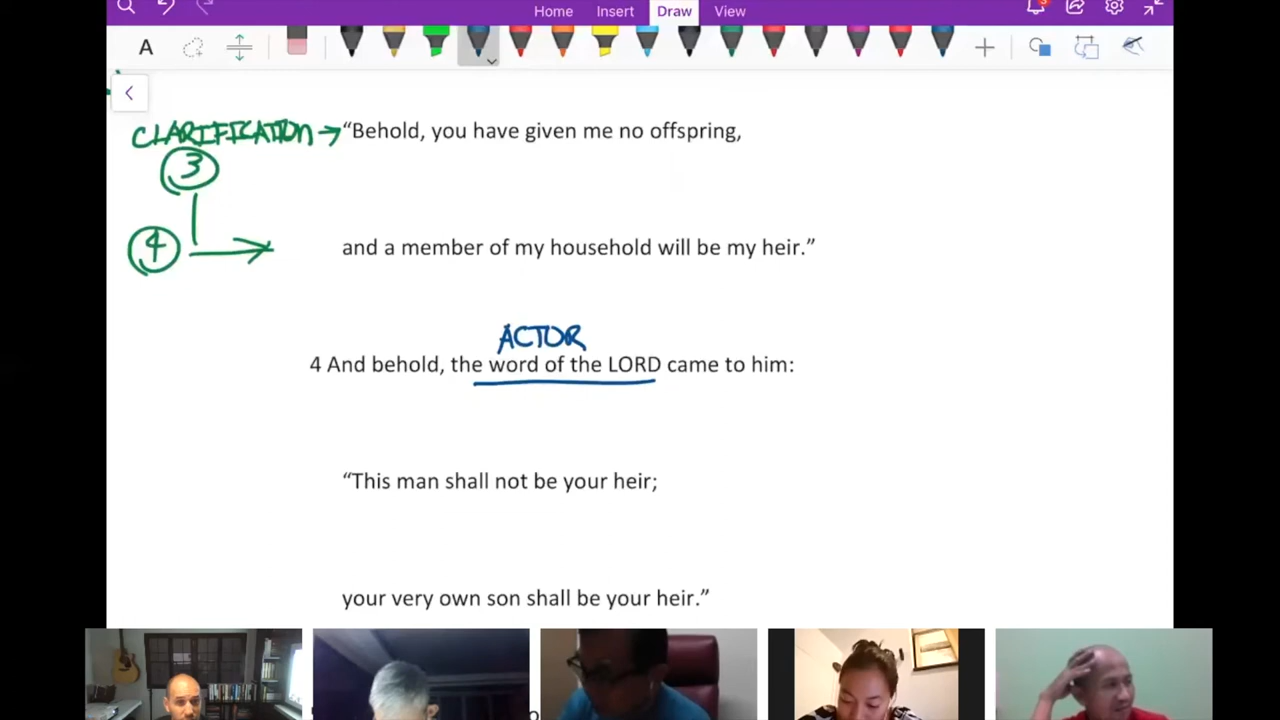 Home Insert Draw View
A
CLARIFICATION → “Behold, you have given me no offspring,
3
4
and a member of my household will be my heir.”
ACTOR
4 And behold, the word of the LORD came to him:
“This man shall not be your heir;
your very own son shall be your heir.”